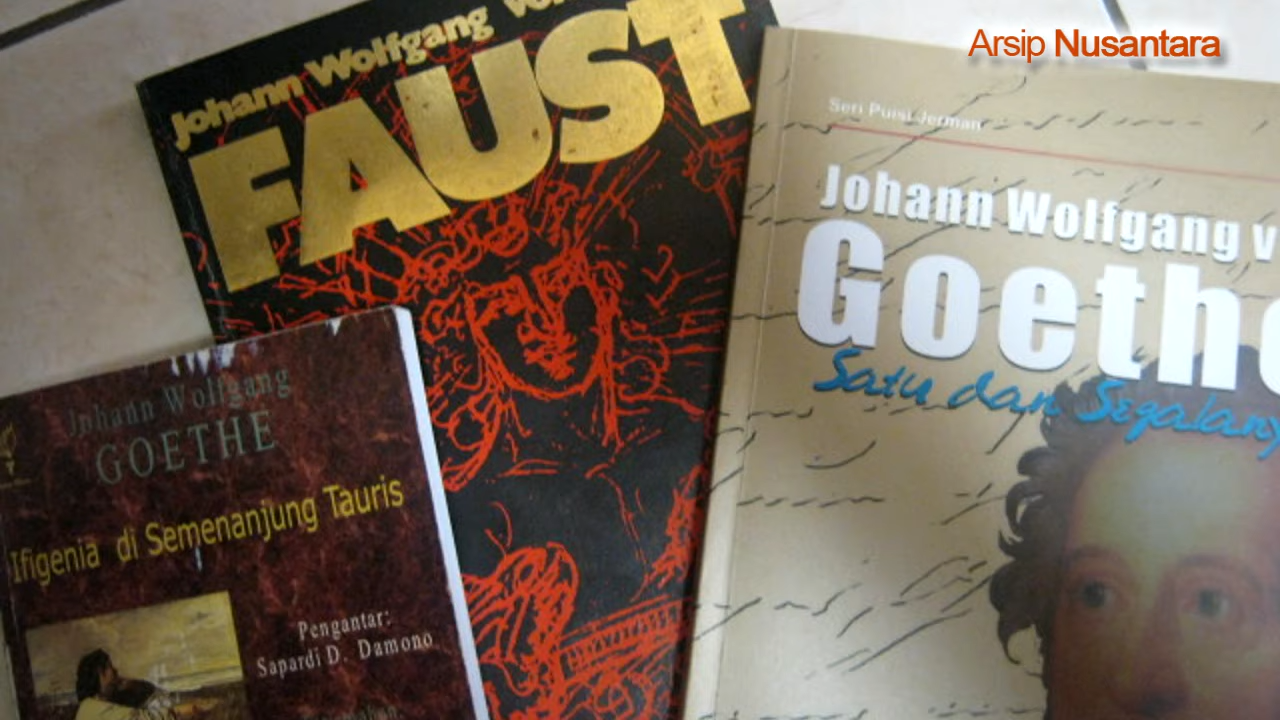 Arsip Nusantara
Johann Wolfgang
FAUST
Seri Puisi Jerman
Johann Wolfgang
Goethe
Satu dan
Johann Wolfgang
GOETHE
Ifigenia di Semenanjung Tauris
Pengantar:
Sapardi D. Damono